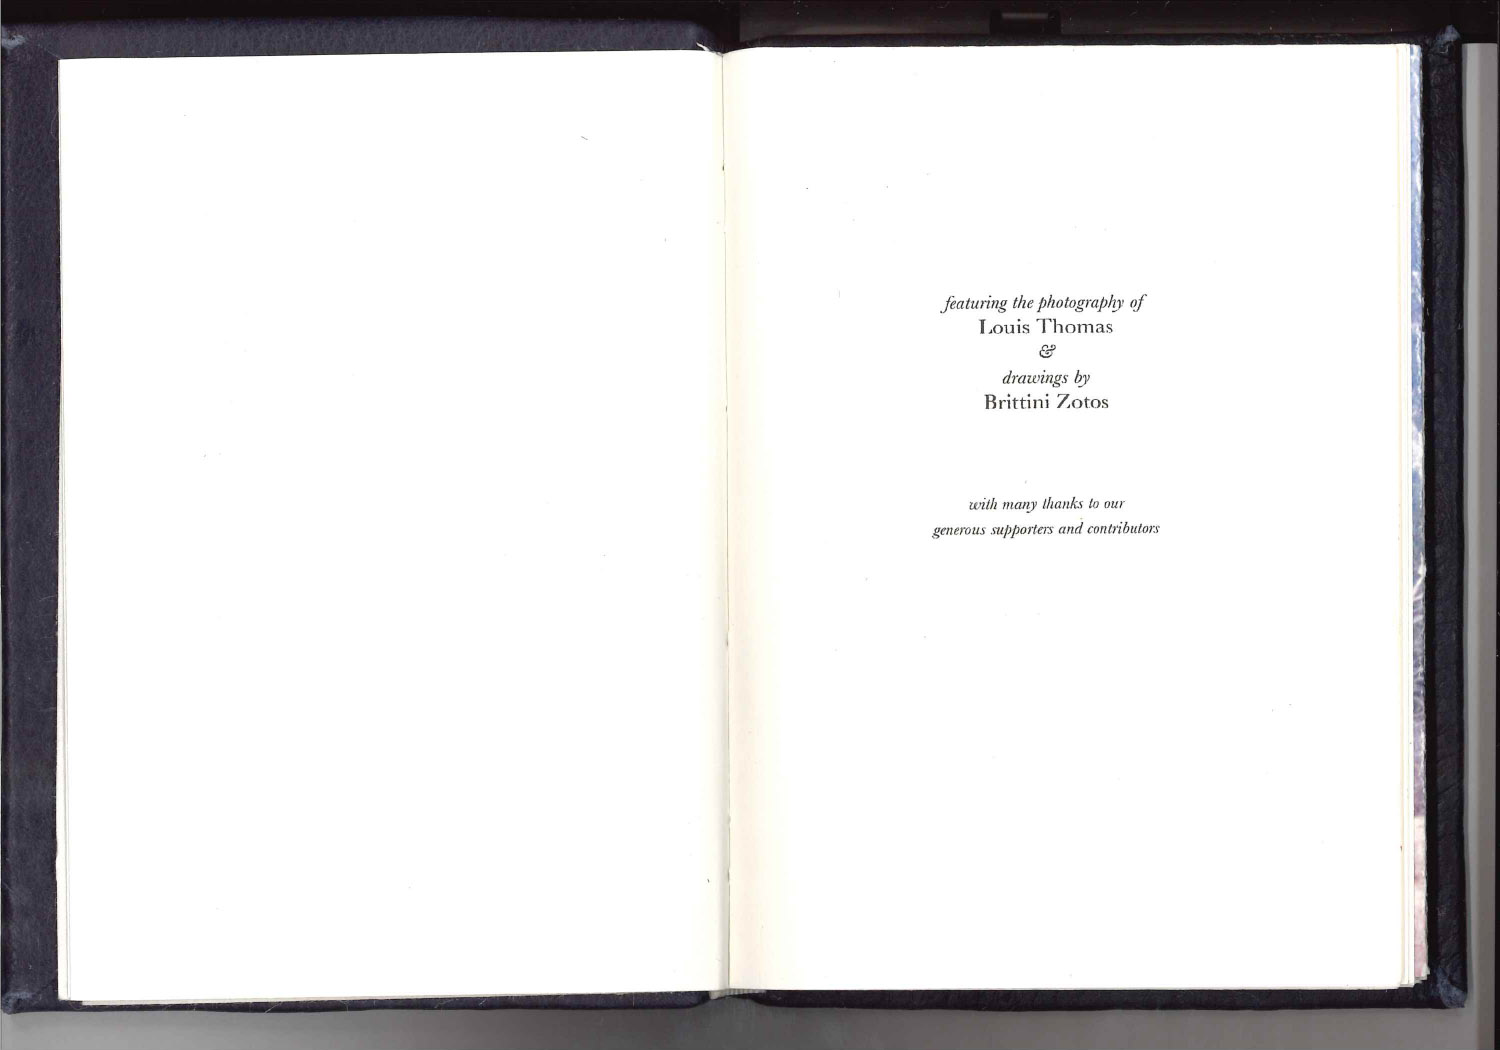 featuring the photography of
Louis Thomas
&
drawings by
Brittini Zotos
with many thanks to our
generous supporters and contributors